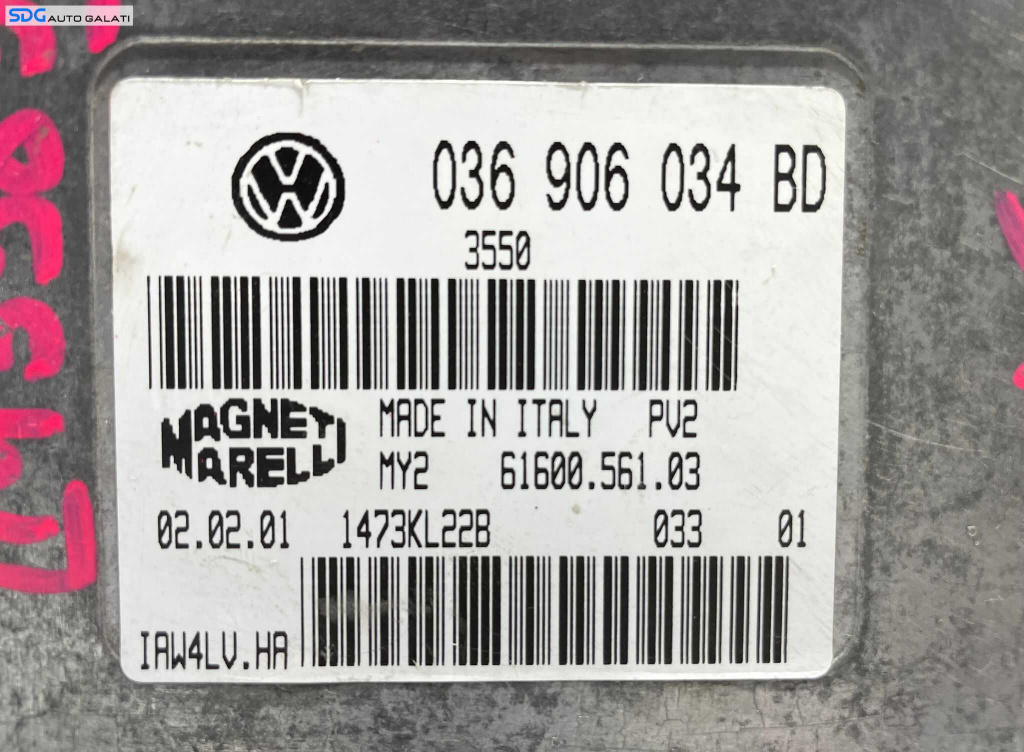 SDG AUTO GALATI
VW
036 906 034 BD
3550
MAGNETI MARELLI
MADE IN ITALY PV2
MY2 61600.561.03
02.02.01 1473KL22B 033 01
IAW4LV.HA